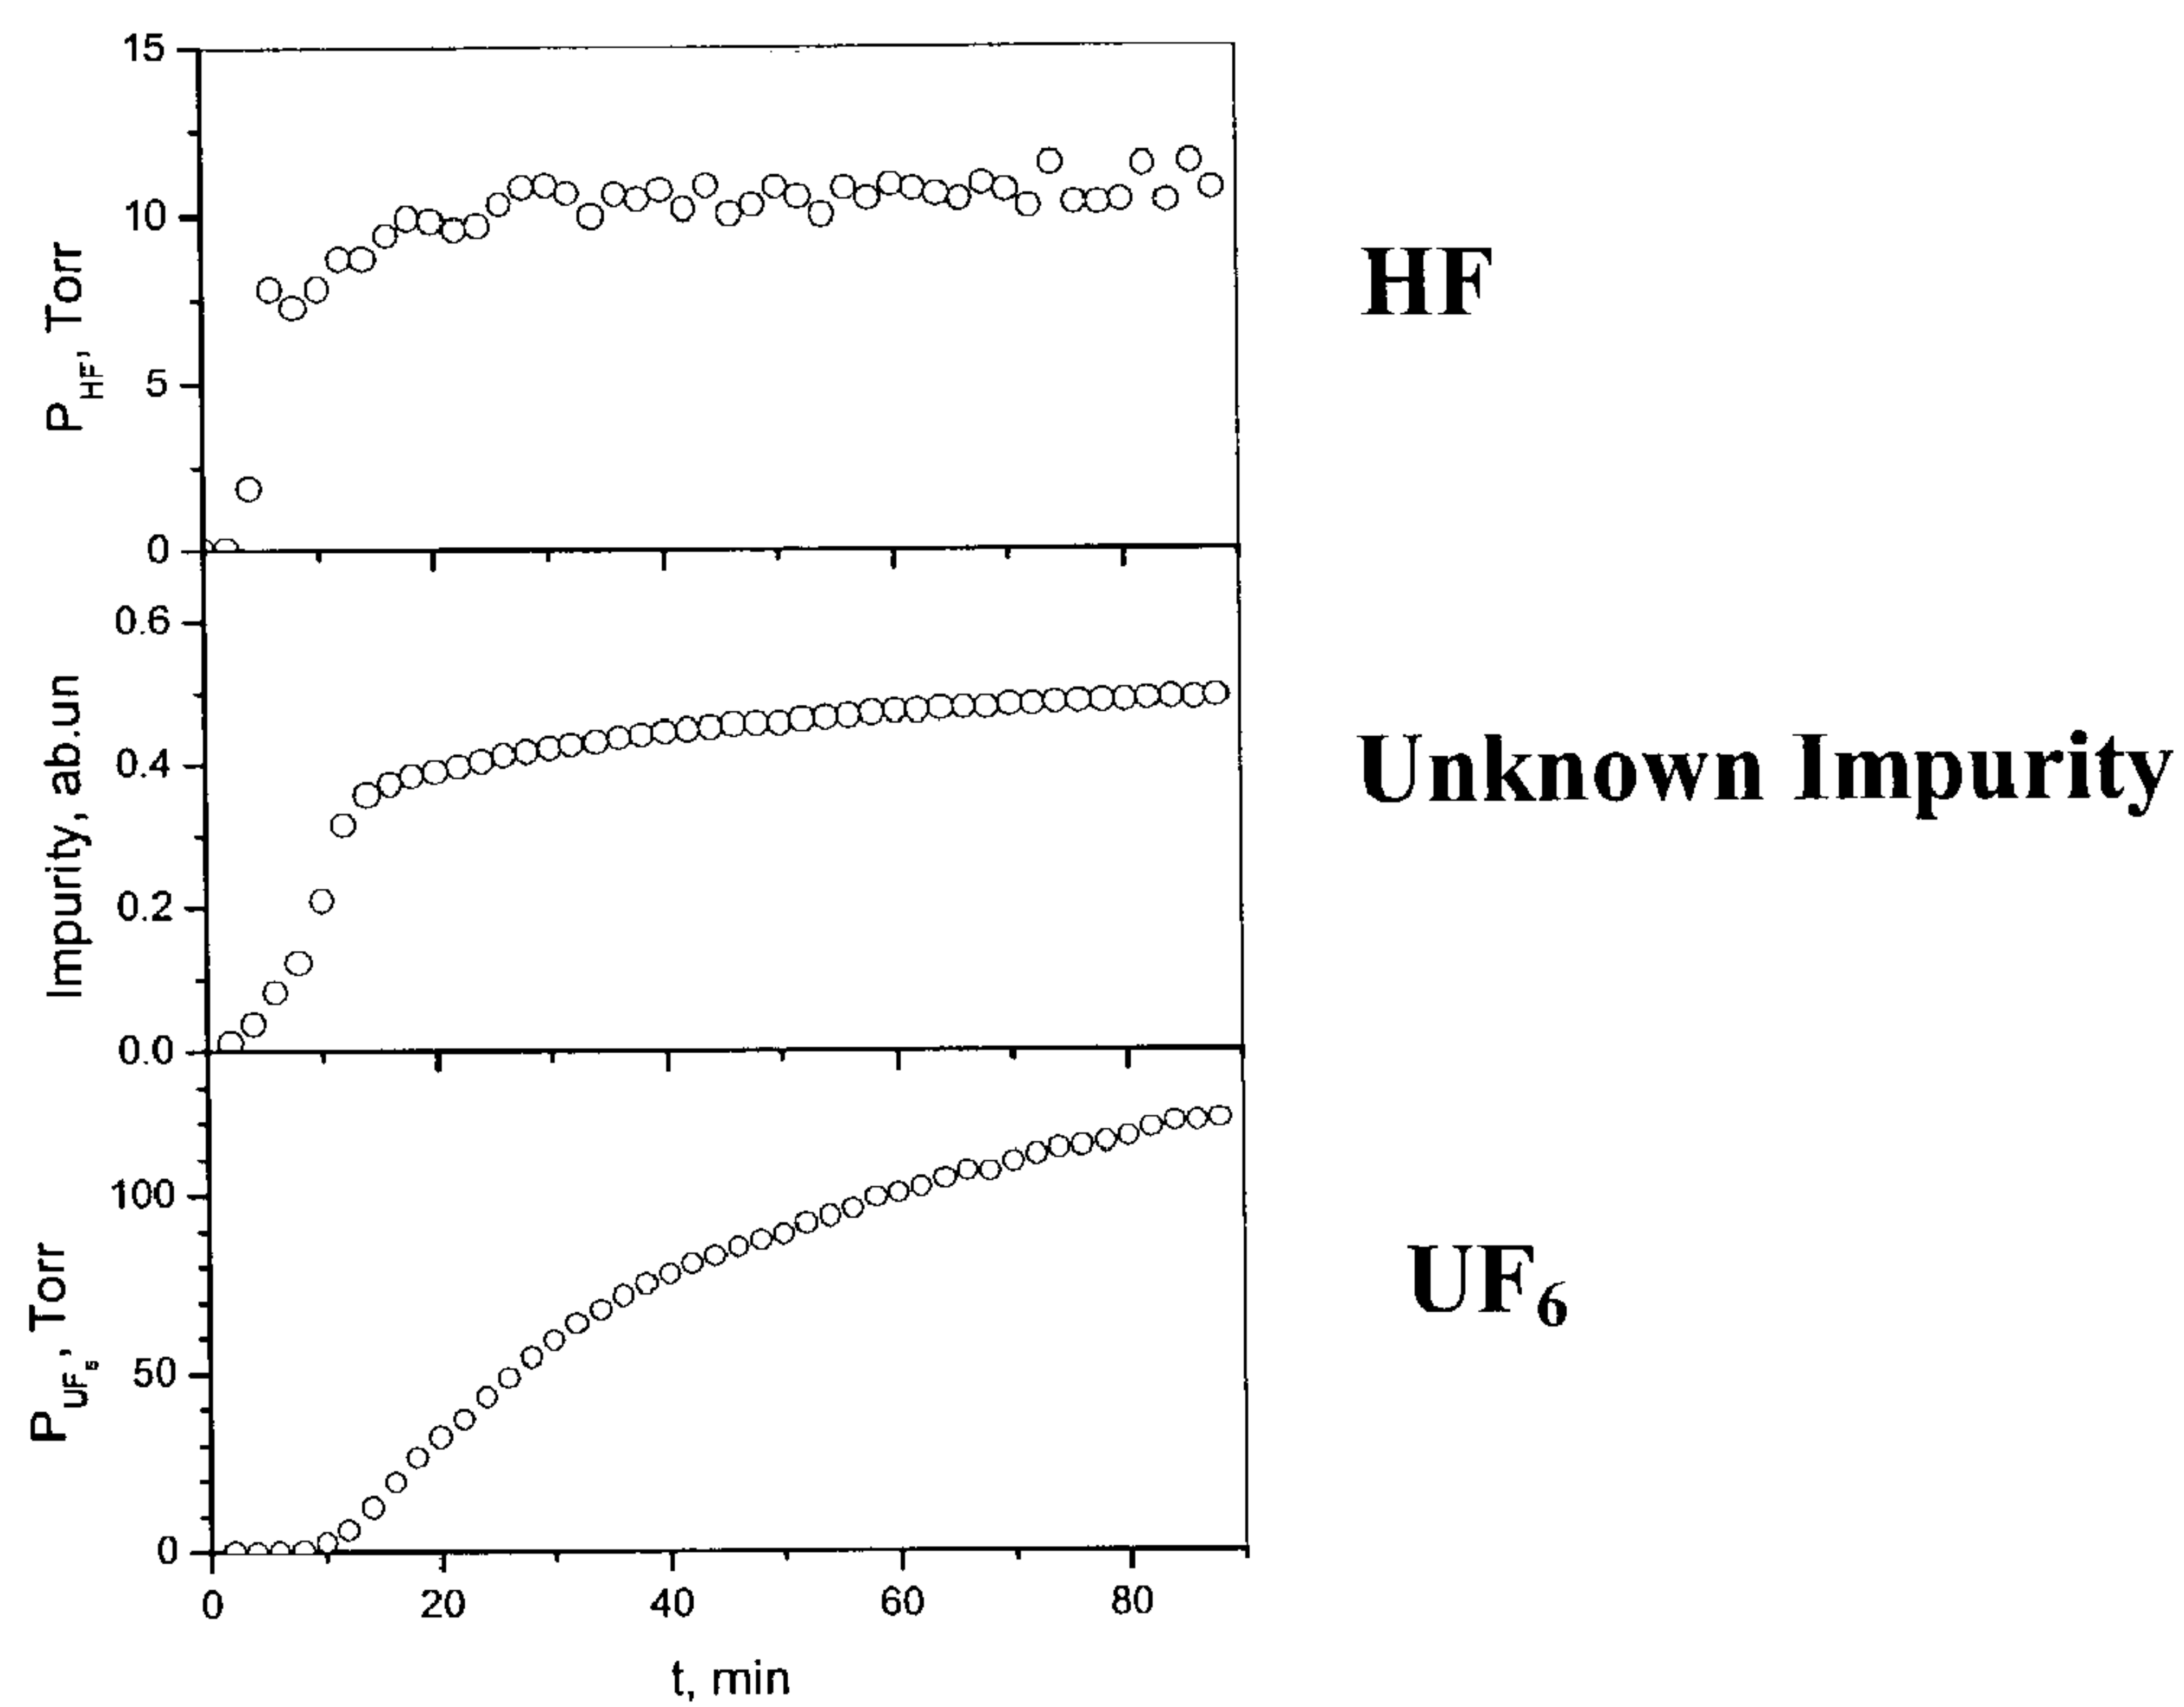 15
10
5
0
P_HF, Torr
HF
0.6
0.4
0.2
0.0
Impurity, ab.un
Unknown Impurity
100
50
0
P_UF₆, Torr
UF₆
0 20 40 60 80
t, min